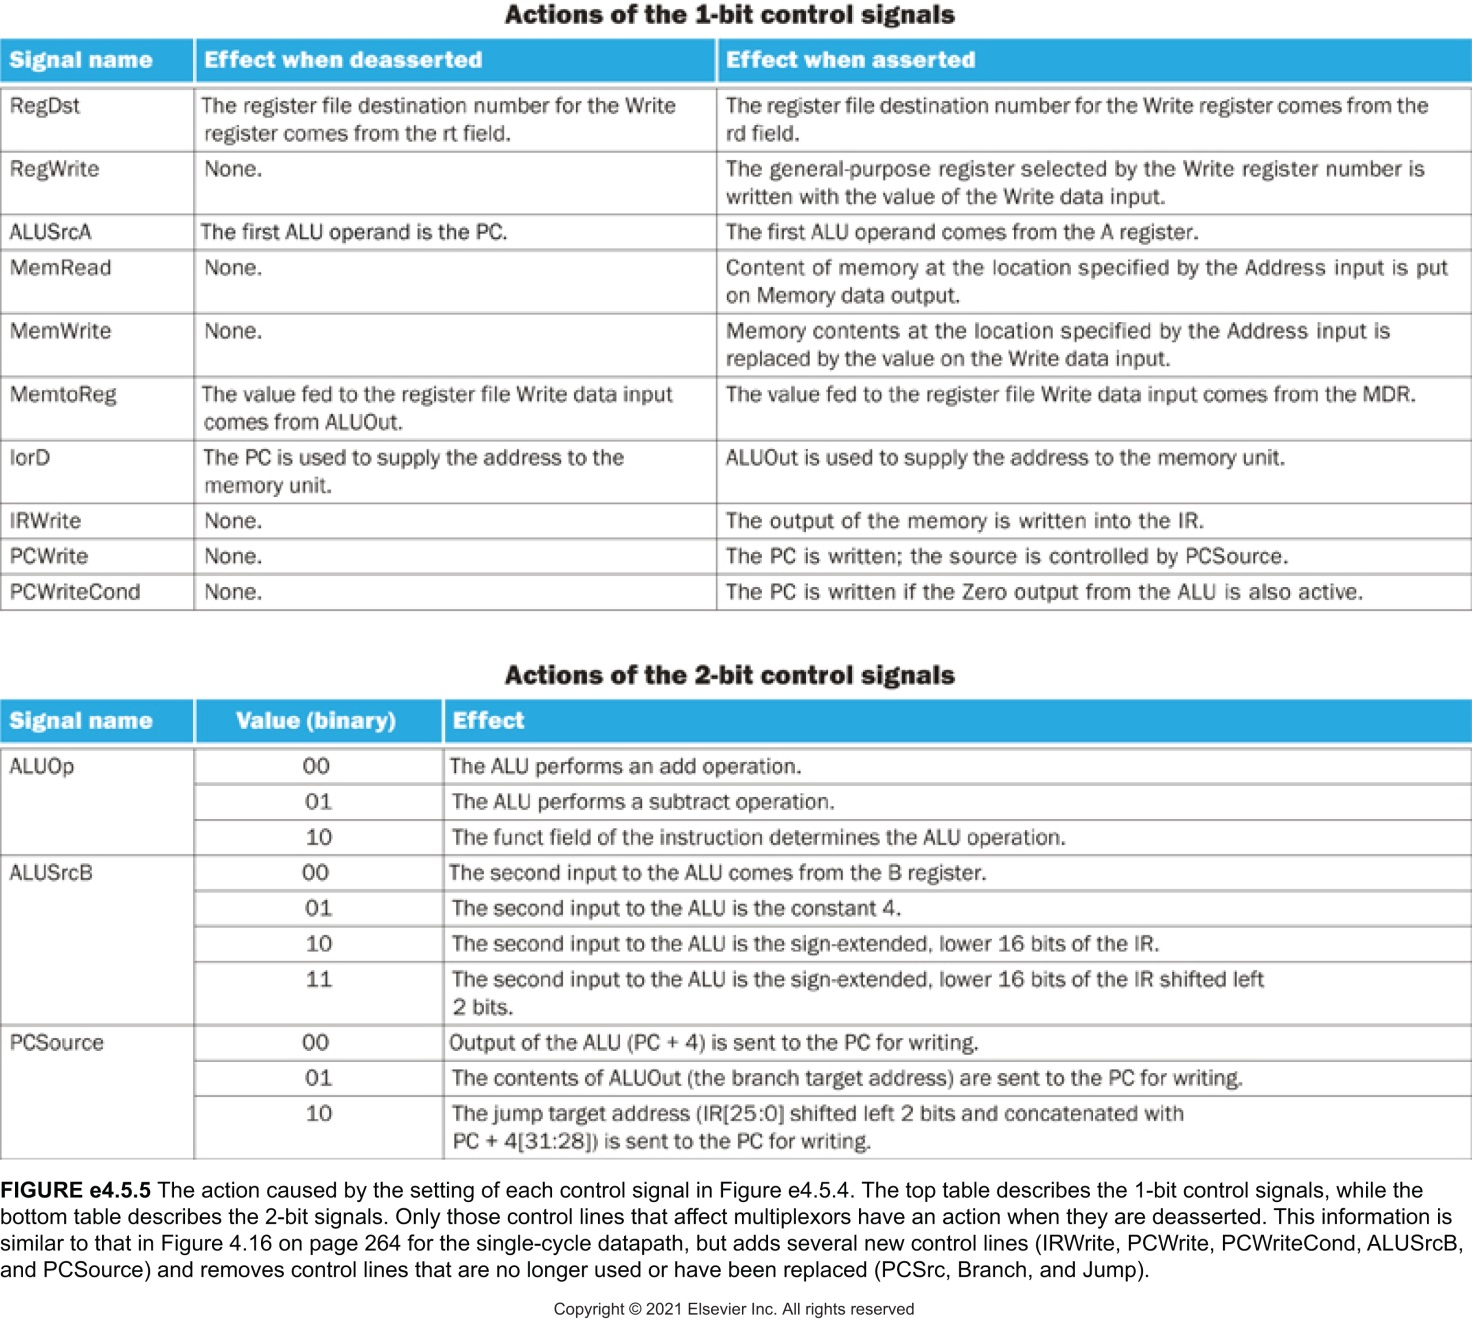 Actions of the 1-bit control signals
Signal name Effect when deasserted Effect when asserted
RegDst The register file destination number for the Write register comes from the rt field. The register file destination number for the Write register comes from the rd field.
RegWrite None. The general-purpose register selected by the Write register number is written with the value of the Write data input.
ALUSrcA The first ALU operand is the PC. The first ALU operand comes from the A register.
MemRead None. Content of memory at the location specified by the Address input is put on Memory data output.
MemWrite None. Memory contents at the location specified by the Address input is replaced by the value on the Write data input.
MemtoReg The value fed to the register file Write data input comes from ALUOut. The value fed to the register file Write data input comes from the MDR.
IorD The PC is used to supply the address to the memory unit. ALUOut is used to supply the address to the memory unit.
IRWrite None. The output of the memory is written into the IR.
PCWrite None. The PC is written; the source is controlled by PCSource.
PCWriteCond None. The PC is written if the Zero output from the ALU is also active.
Actions of the 2-bit control signals
Signal name Value (binary) Effect
ALUOp 00 The ALU performs an add operation.
01 The ALU performs a subtract operation.
10 The funct field of the instruction determines the ALU operation.
ALUSrcB 00 The second input to the ALU comes from the B register.
01 The second input to the ALU is the constant 4.
10 The second input to the ALU is the sign-extended, lower 16 bits of the IR.
11 The second input to the ALU is the sign-extended, lower 16 bits of the IR shifted left
2 bits.
PCSource 00 Output of the ALU (PC + 4) is sent to the PC for writing.
01 The contents of ALUOut (the branch target address) are sent to the PC for writing.
10 The jump target address (IR[25:0] shifted left 2 bits and concatenated with
PC + 4[31:28]) is sent to the PC for writing.
FIGURE e4.5.5 The action caused by the setting of each control signal in Figure e4.5.4. The top table describes the 1-bit control signals, while the
bottom table describes the 2-bit signals. Only those control lines that affect multiplexors have an action when they are deasserted. This information is
similar to that in Figure 4.16 on page 264 for the single-cycle datapath, but adds several new control lines (IRWrite, PCWrite, PCWriteCond, ALUSrcB,
and PCSource) and removes control lines that are no longer used or have been replaced (PCSrc, Branch, and Jump).
Copyright © 2021 Elsevier Inc. All rights reserved